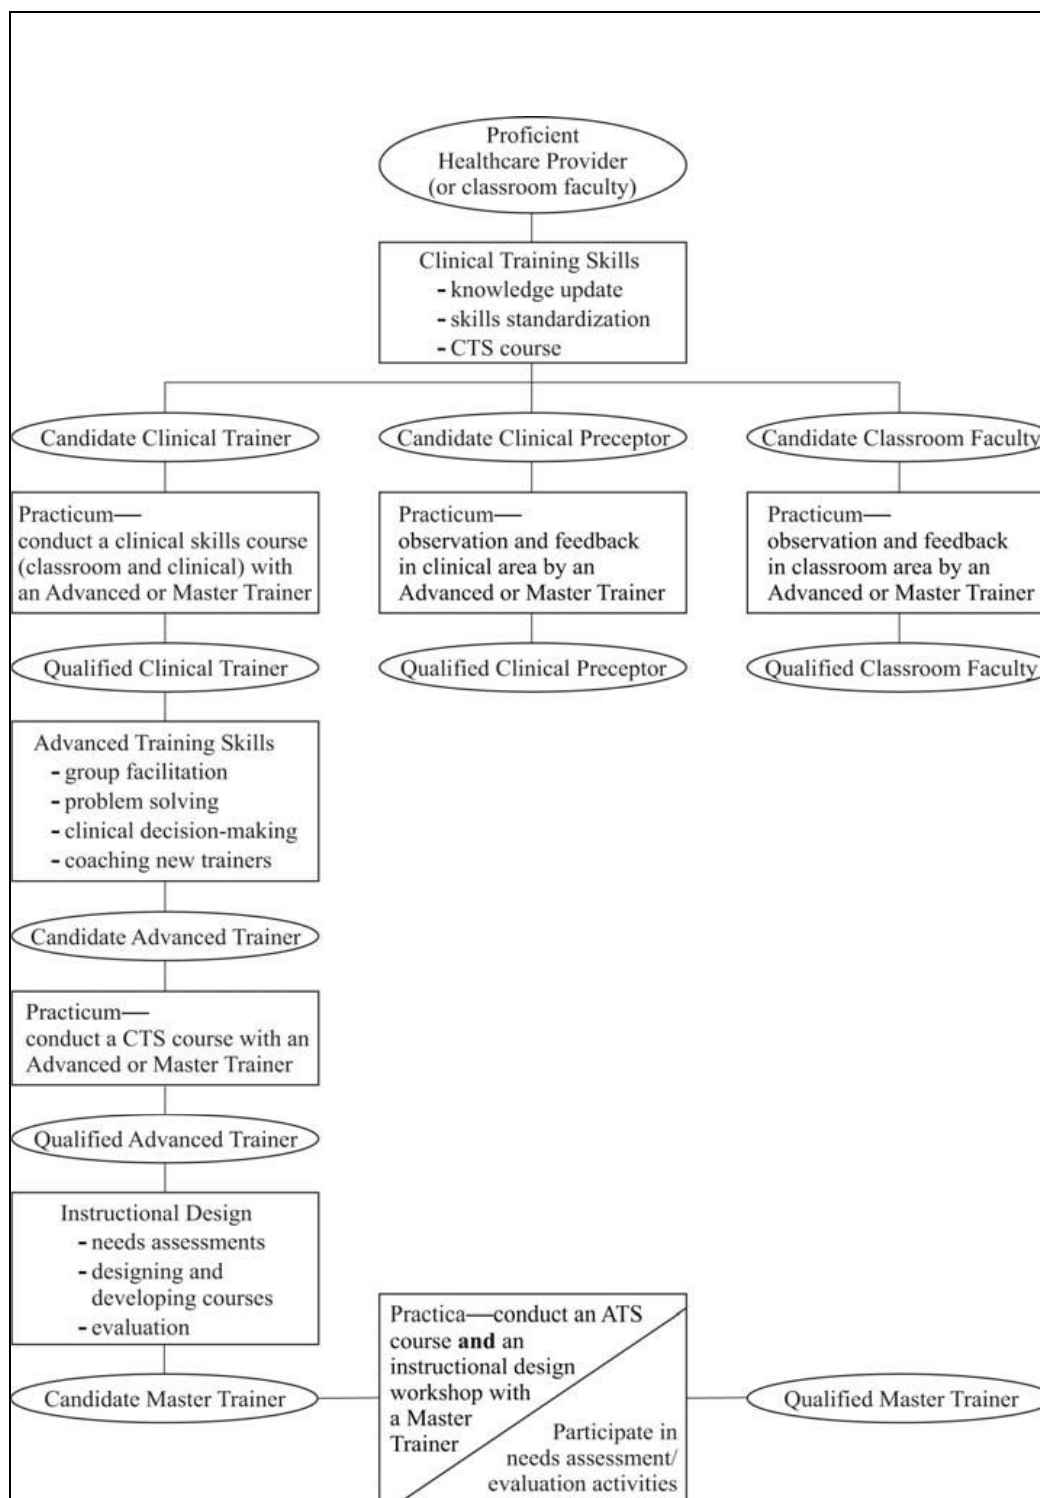 Proficient
Healthcare Provider
(or classroom faculty)
Clinical Training Skills
- knowledge update
- skills standardization
- CTS course
Candidate Clinical Trainer
Candidate Clinical Preceptor
Candidate Classroom Faculty
Practicum—
conduct a clinical skills course
(classroom and clinical) with
an Advanced or Master Trainer
Practicum—
observation and feedback
in clinical area by an
Advanced or Master Trainer
Practicum—
observation and feedback
in classroom area by an
Advanced or Master Trainer
Qualified Clinical Trainer
Qualified Clinical Preceptor
Qualified Classroom Faculty
Advanced Training Skills
- group facilitation
- problem solving
- clinical decision-making
- coaching new trainers
Candidate Advanced Trainer
Practicum—
conduct a CTS course with an
Advanced or Master Trainer
Qualified Advanced Trainer
Instructional Design
- needs assessments
- designing and
developing courses
- evaluation
Candidate Master Trainer
Practica—conduct an ATS
course and an
instructional design
workshop with
a Master
Trainer
Participate in
needs assessment/
evaluation activities
Qualified Master Trainer